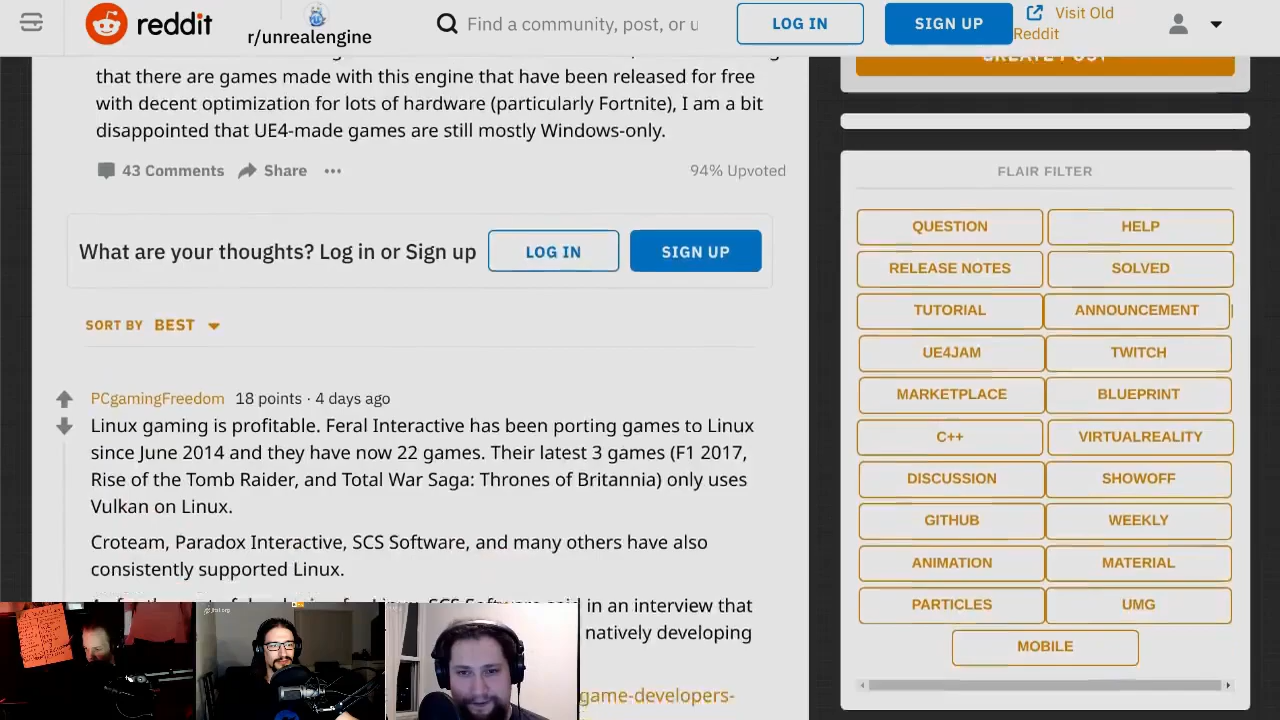 reddit
r/unrealengine
Find a community, post, or u
LOG IN
SIGN UP
Visit Old
Reddit
that there are games made with this engine that have been released for free
with decent optimization for lots of hardware (particularly Fortnite), I am a bit
disappointed that UE4-made games are still mostly Windows-only.
43 Comments
Share
94% Upvoted
What are your thoughts? Log in or Sign up
LOG IN
SIGN UP
SORT BY BEST
PCgamingFreedom 18 points · 4 days ago
Linux gaming is profitable. Feral Interactive has been porting games to Linux
since June 2014 and they have now 22 games. Their latest 3 games (F1 2017,
Rise of the Tomb Raider, and Total War Saga: Thrones of Britannia) only uses
Vulkan on Linux.
Croteam, Paradox Interactive, SCS Software, and many others have also
consistently supported Linux.
in an interview that
natively developing
game-developers-
CREATE POST
FLAIR FILTER
QUESTION
HELP
RELEASE NOTES
SOLVED
TUTORIAL
ANNOUNCEMENT
UE4JAM
TWITCH
MARKETPLACE
BLUEPRINT
C++
VIRTUALREALITY
DISCUSSION
SHOWOFF
GITHUB
WEEKLY
ANIMATION
MATERIAL
PARTICLES
UMG
MOBILE